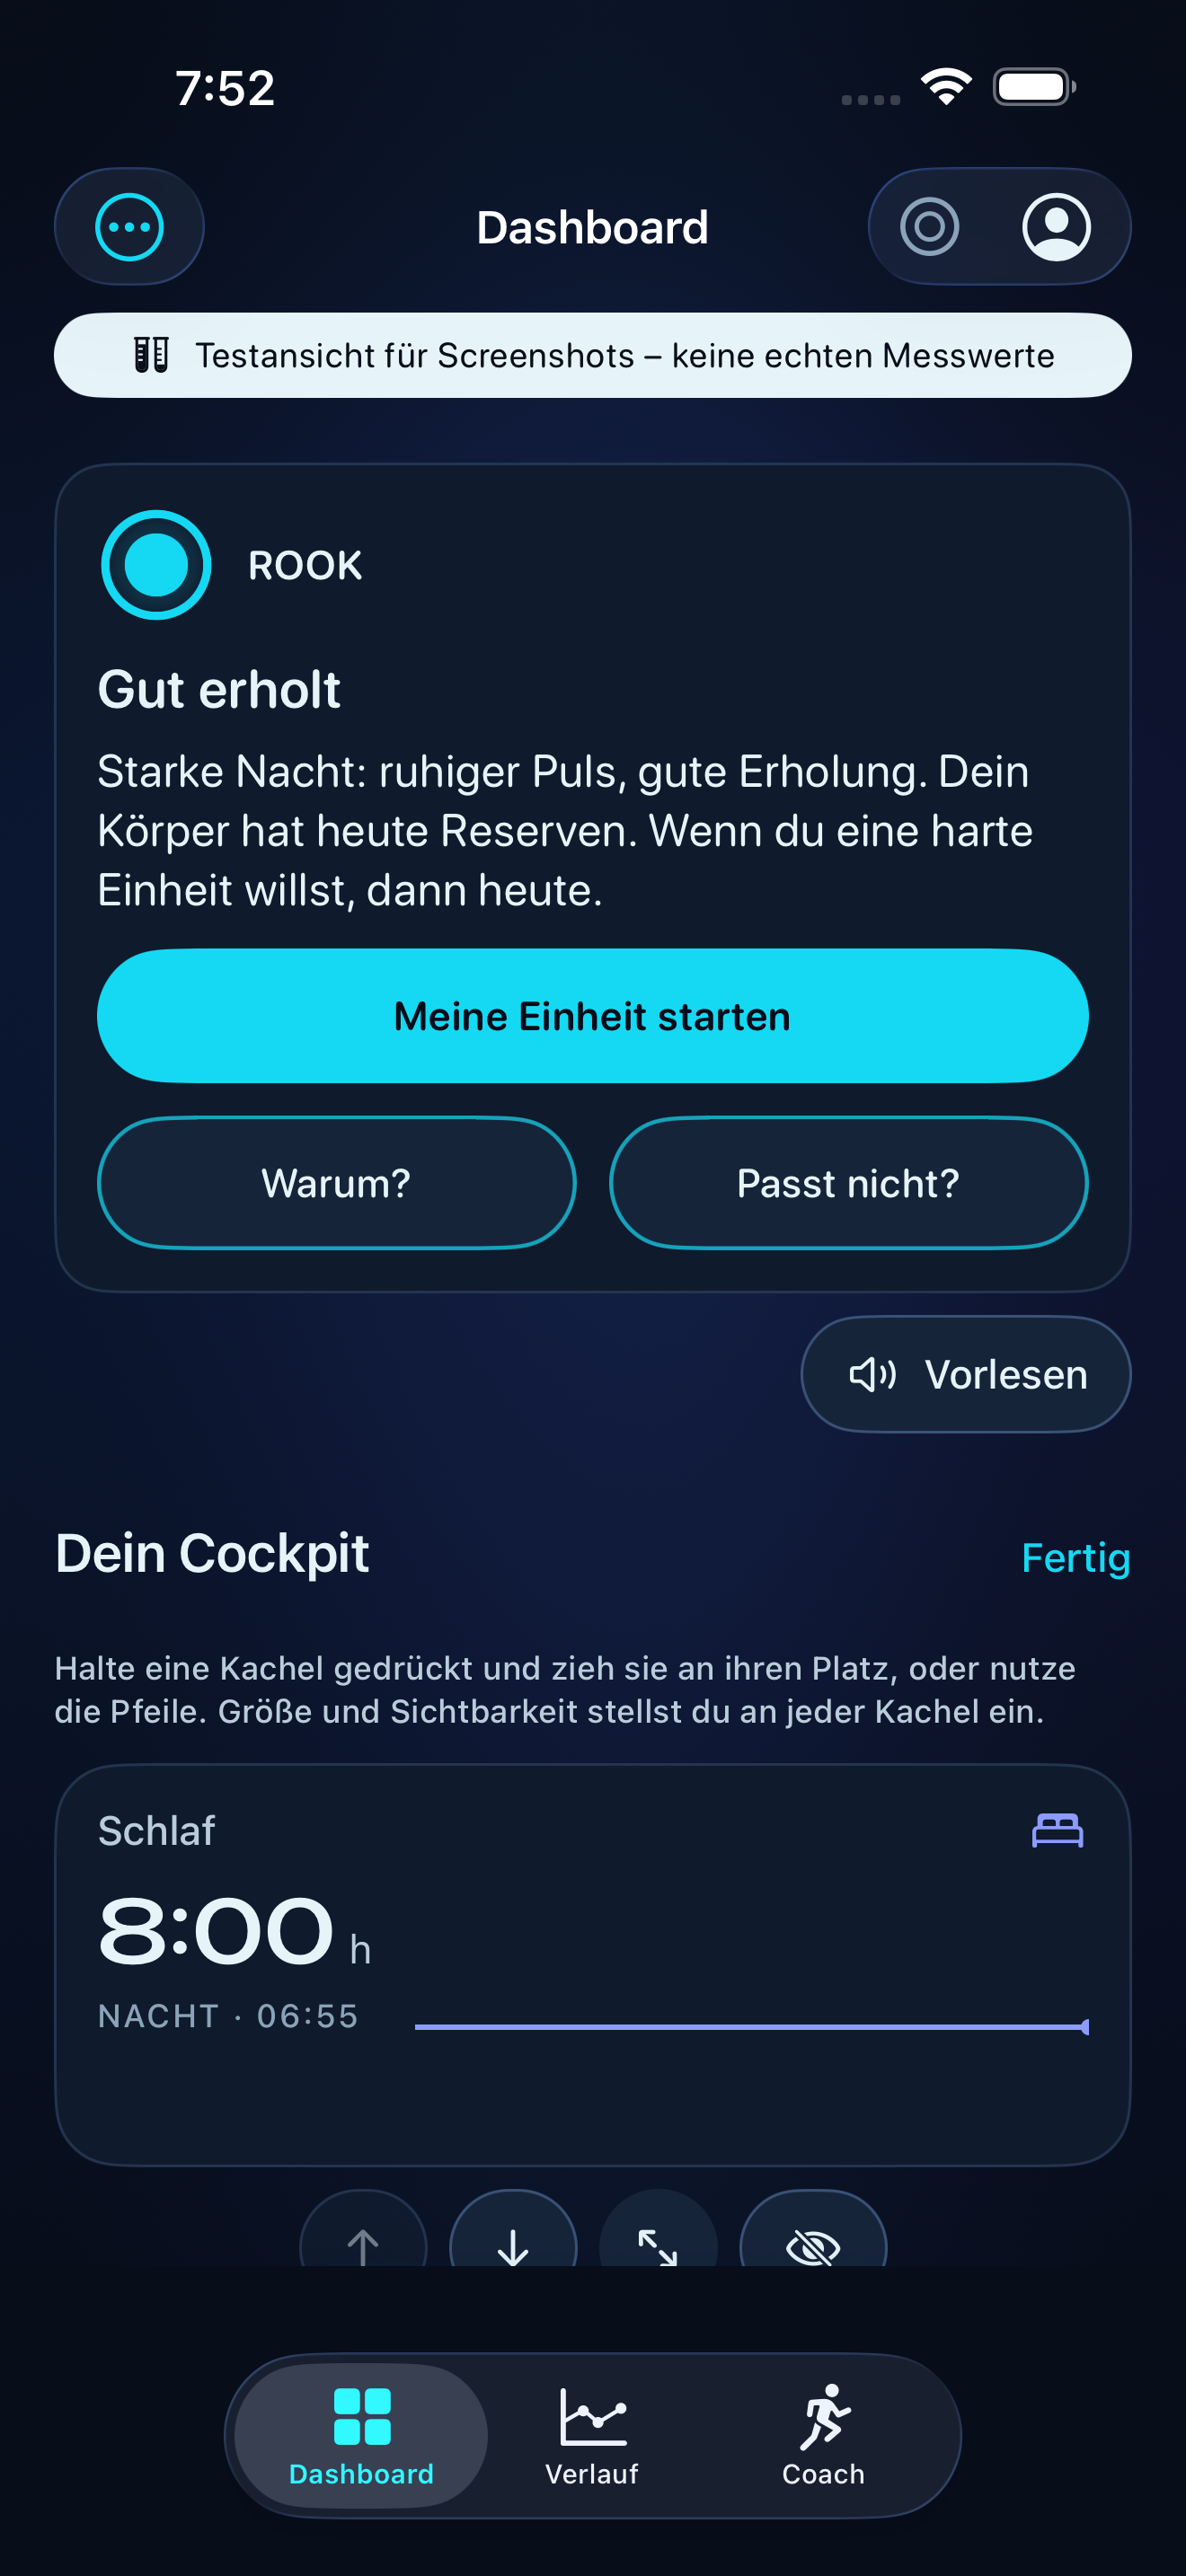 7:52
Dashboard
Testansicht für Screenshots – keine echten Messwerte
ROOK
Gut erholt
Starke Nacht: ruhiger Puls, gute Erholung. Dein
Körper hat heute Reserven. Wenn du eine harte
Einheit willst, dann heute.
Meine Einheit starten
Warum?
Passt nicht?
Vorlesen
Dein Cockpit
Fertig
Halte eine Kachel gedrückt und zieh sie an ihren Platz, oder nutze
die Pfeile. Größe und Sichtbarkeit stellst du an jeder Kachel ein.
Schlaf
8:00 h
NACHT · 06:55
Dashboard
Verlauf
Coach